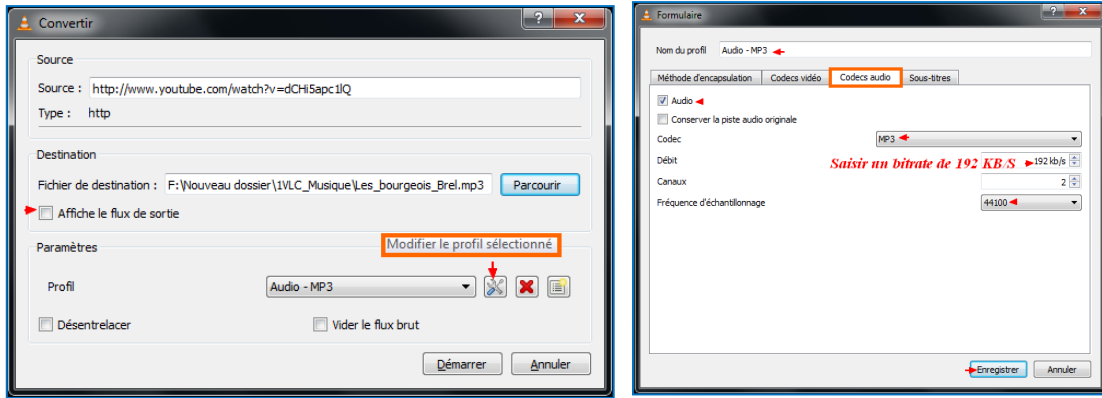 Convertir
Source
Source : http://www.youtube.com/watch?v=dCHi5apc1lQ
Type : http
Destination
Fichier de destination : F:\Nouveau dossier\1VLC_Musique\Les_bourgeois_Brel.mp3 Parcourir
Affiche le flux de sortie
Paramètres
Modifier le profil sélectionné
Profil Audio - MP3
Désentrelacer Vider le flux brut
Démarrer Annuler
Formulaire
Nom du profil Audio - MP3
Méthode d'encapsulation Codecs vidéo Codecs audio Sous-titres
Audio
Conserver la piste audio originale
Codec MP3
Débit Saisir un bitrate de 192 KB/S 192 kb/s
Canaux 2
Fréquence d'échantillonnage 44100
Enregistrer Annuler